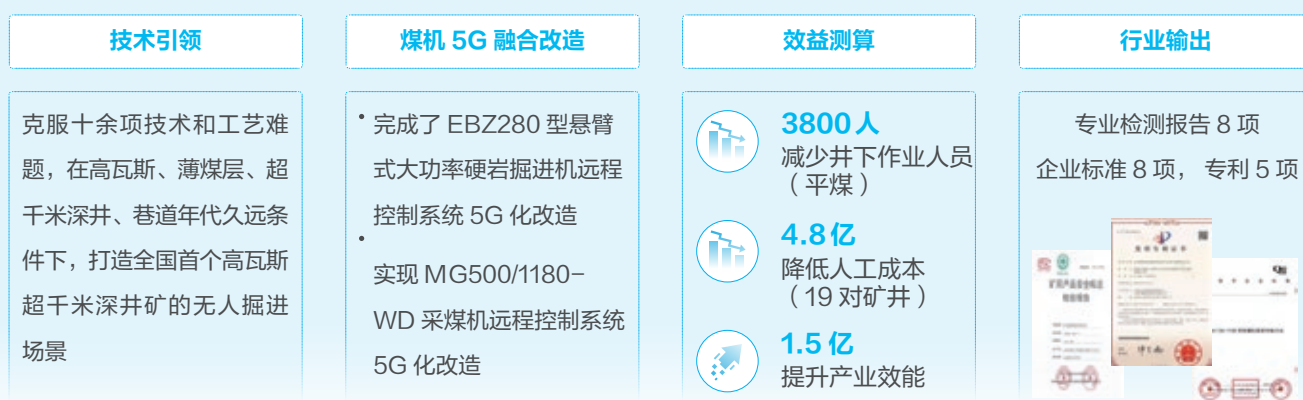 技术引领
克服十余项技术和工艺难
题，在高瓦斯、薄煤层、超
千米深井、巷道年代久远条
件下，打造全国首个高瓦斯
超千米深井矿的无人掘进
场景
煤机 5G 融合改造
• 完成了 EBZ280 型悬臂
式大功率硬岩掘进机远程
控制系统 5G 化改造
• 实现 MG500/1180-
WD 采煤机远程控制系统
5G 化改造
效益测算
3800人
减少井下作业人员
（平煤）
4.8亿
降低人工成本
（19 对矿井）
1.5亿
提升产业效能
行业输出
专业检测报告 8 项
企业标准 8 项， 专利 5 项